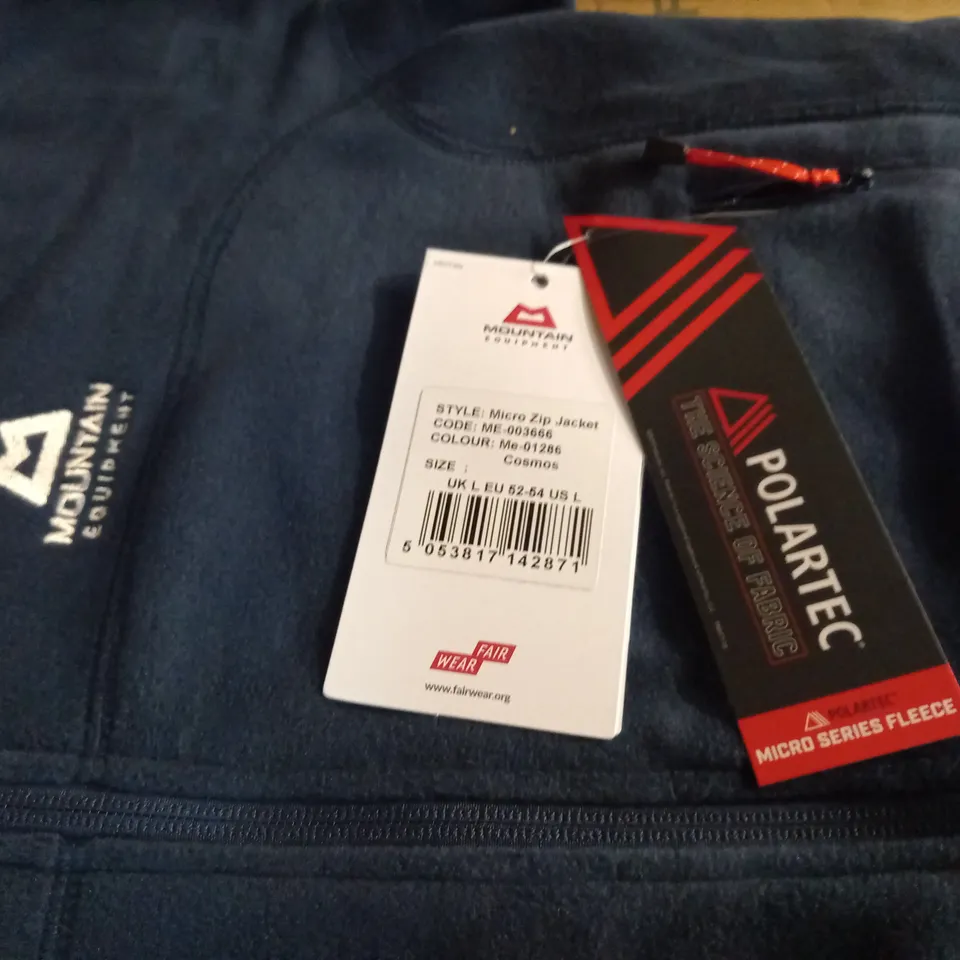 MOUNTAIN
EQUIPMENT
MOUNTAIN
EQUIPMENT
STYLE: Micro Zip Jacket
CODE: ME-003666
COLOUR: Me-01286
Cosmos
SIZE :
UK L EU 52-54 US L
5 053817 142871
FAIR
WEAR
www.fairwear.org
POLARTEC®
THE SCIENCE OF FABRIC
POLARTEC
MICRO SERIES FLEECE